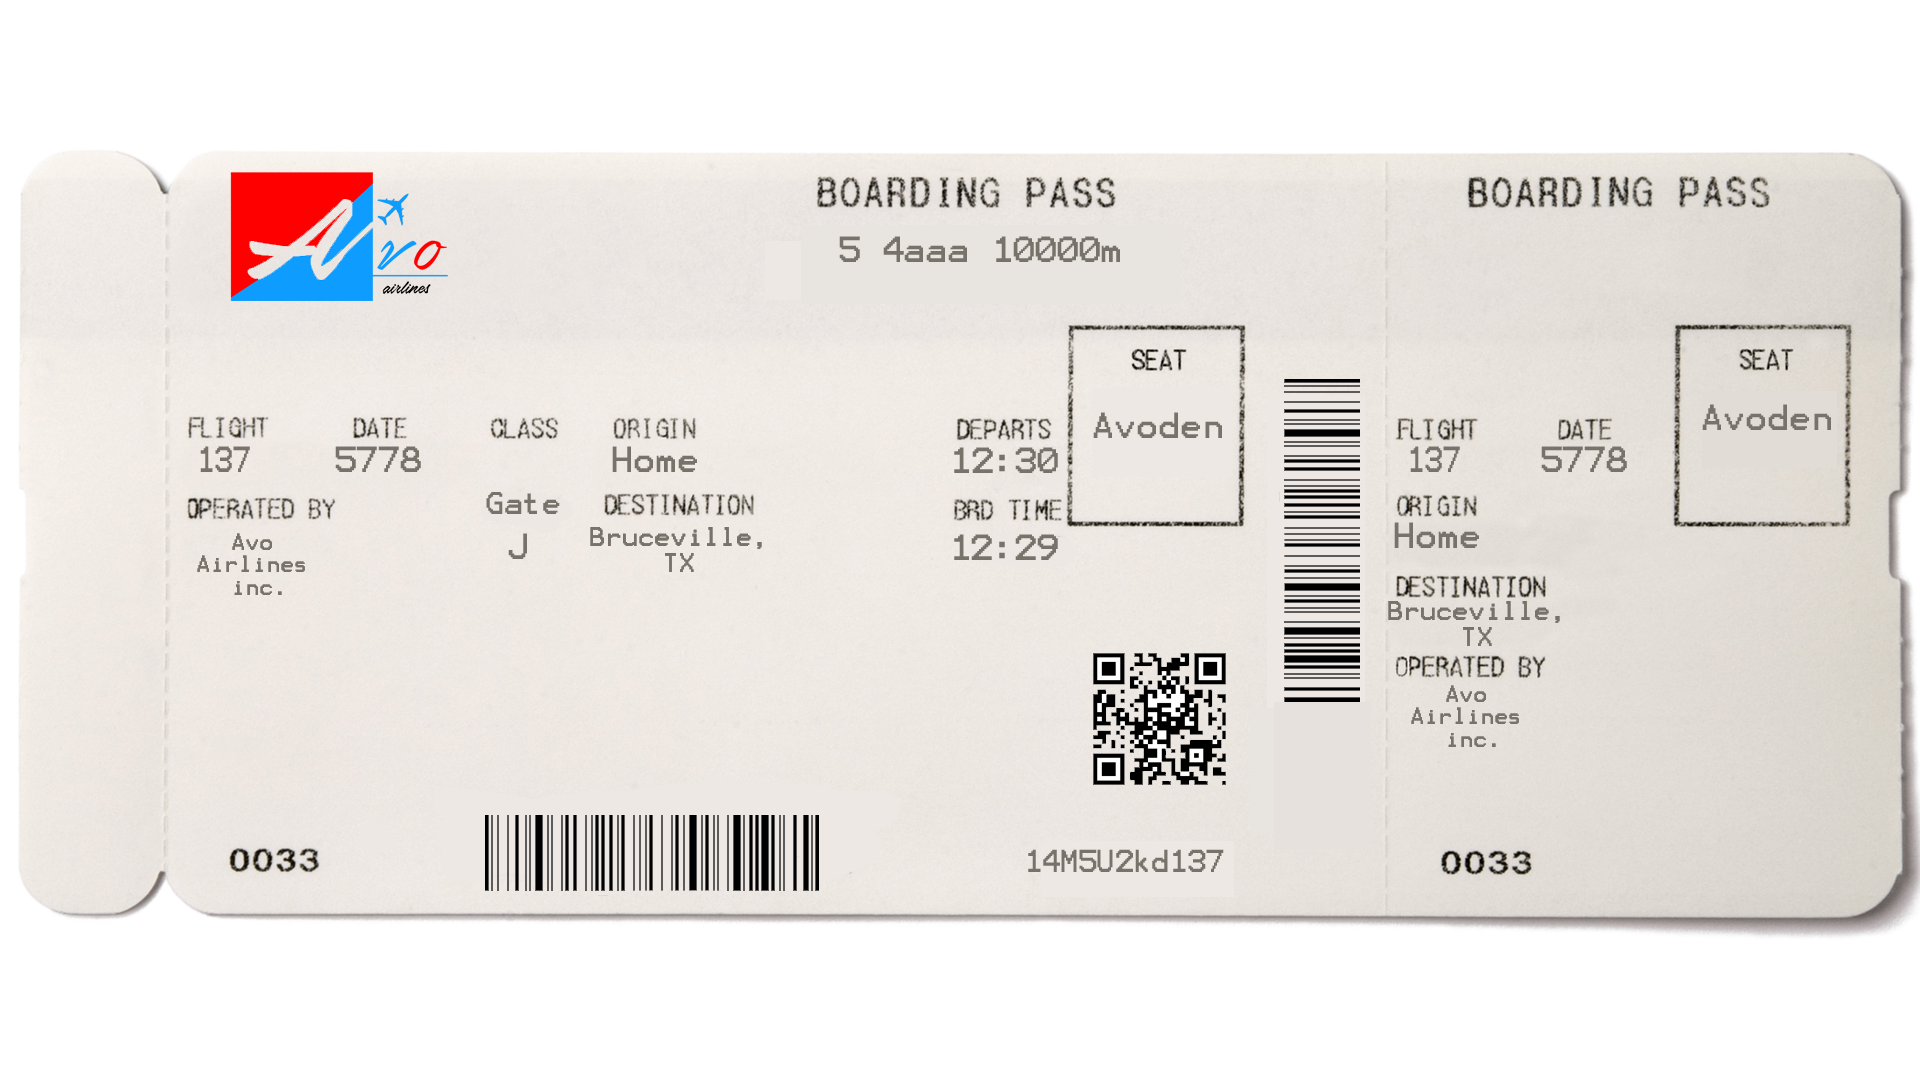 Avo
airlines
BOARDING PASS
5 4aaa 10000m
FLIGHT DATE CLASS ORIGIN DEPARTS
137 5778 Home 12:30
SEAT
Avoden
OPERATED BY Gate DESTINATION BRD TIME
Avo
Airlines
inc.
J
Bruceville,
TX
12:29
0033
14M5U2kd137
BOARDING PASS
SEAT
Avoden
FLIGHT DATE
137 5778
ORIGIN
Home
DESTINATION
Bruceville,
TX
OPERATED BY
Avo
Airlines
inc.
0033